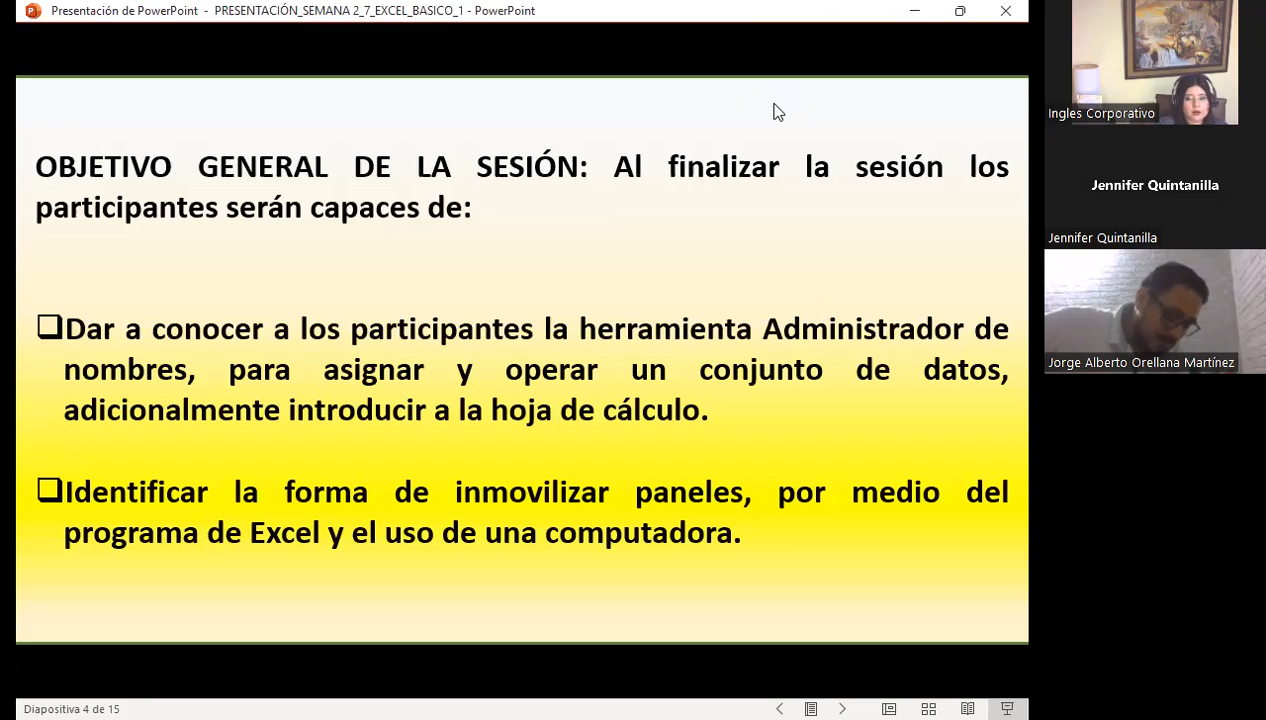 Presentación de PowerPoint - PRESENTACIÓN_SEMANA 2_7_EXCEL_BASICO_1 - PowerPoint
OBJETIVO GENERAL DE LA SESIÓN: Al finalizar la sesión los
participantes serán capaces de:
Dar a conocer a los participantes la herramienta Administrador de
nombres, para asignar y operar un conjunto de datos,
adicionalmente introducir a la hoja de cálculo.
Identificar la forma de inmovilizar paneles, por medio del
programa de Excel y el uso de una computadora.
Diapositiva 4 de 15
Ingles Corporativo
Jennifer Quintanilla
Jennifer Quintanilla
Jorge Alberto Orellana Martínez